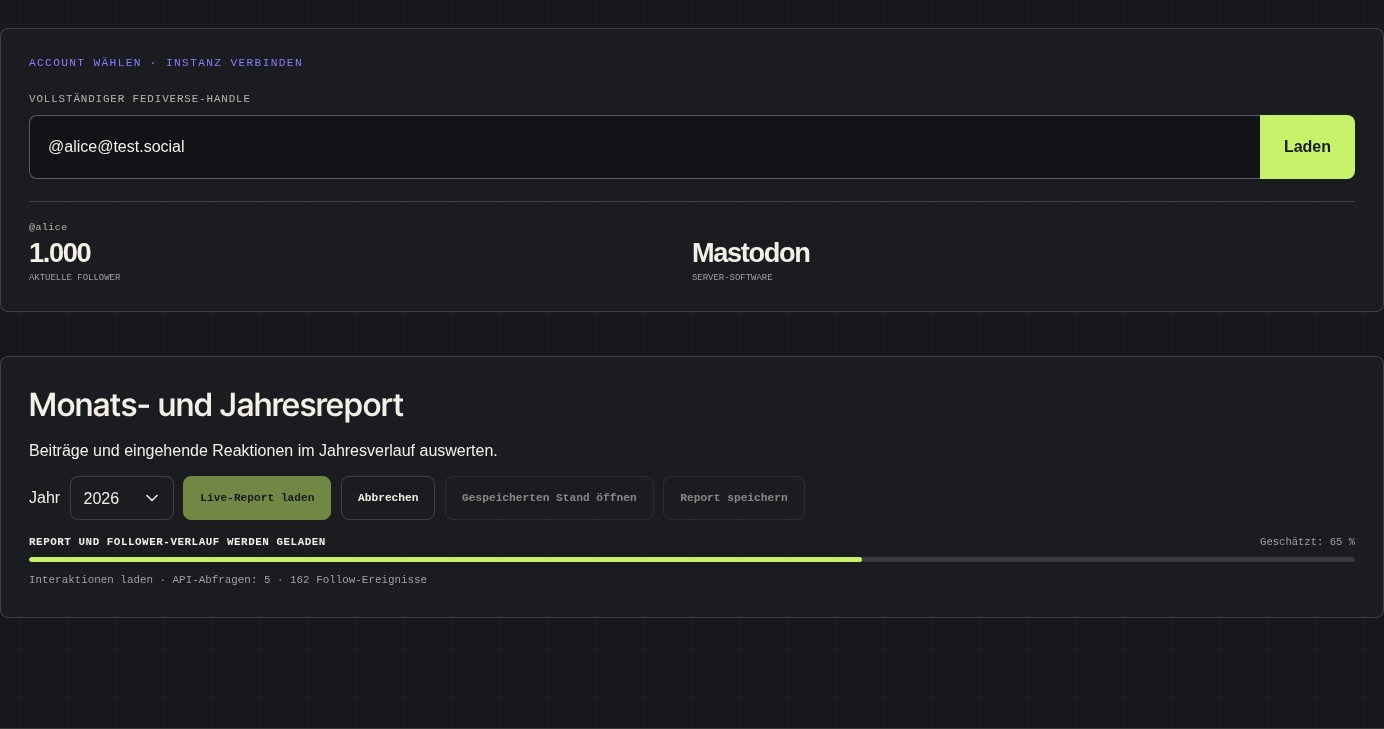 ACCOUNT WÄHLEN · INSTANZ VERBINDEN
VOLLSTÄNDIGER FEDIVERSE-HANDLE
@alice@test.social
Laden
@alice
1.000
AKTUELLE FOLLOWER
Mastodon
SERVER-SOFTWARE
Monats- und Jahresreport
Beiträge und eingehende Reaktionen im Jahresverlauf auswerten.
Jahr 2026 Live-Report laden Abbrechen Gespeicherten Stand öffnen Report speichern
REPORT UND FOLLOWER-VERLAUF WERDEN GELADEN Geschätzt: 65 %
Interaktionen laden · API-Abfragen: 5 · 162 Follow-Ereignisse